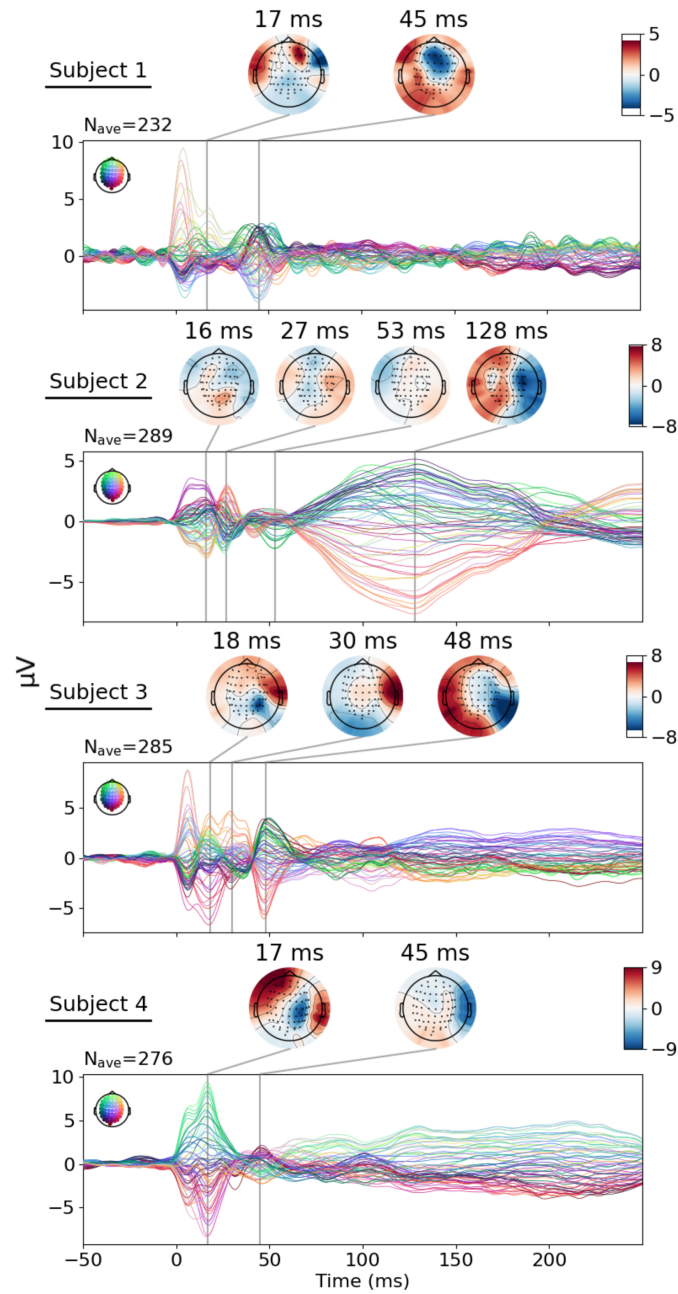 17 ms 45 ms
Subject 1
5
0
−5
Nave=232
10
5
0
16 ms 27 ms 53 ms 128 ms
Subject 2
8
0
−8
Nave=289
5
0
−5
18 ms 30 ms 48 ms
µV
Subject 3
8
0
−8
Nave=285
5
0
−5
17 ms 45 ms
Subject 4
9
0
−9
Nave=276
10
5
0
−5
−50 0 50 100 150 200
Time (ms)